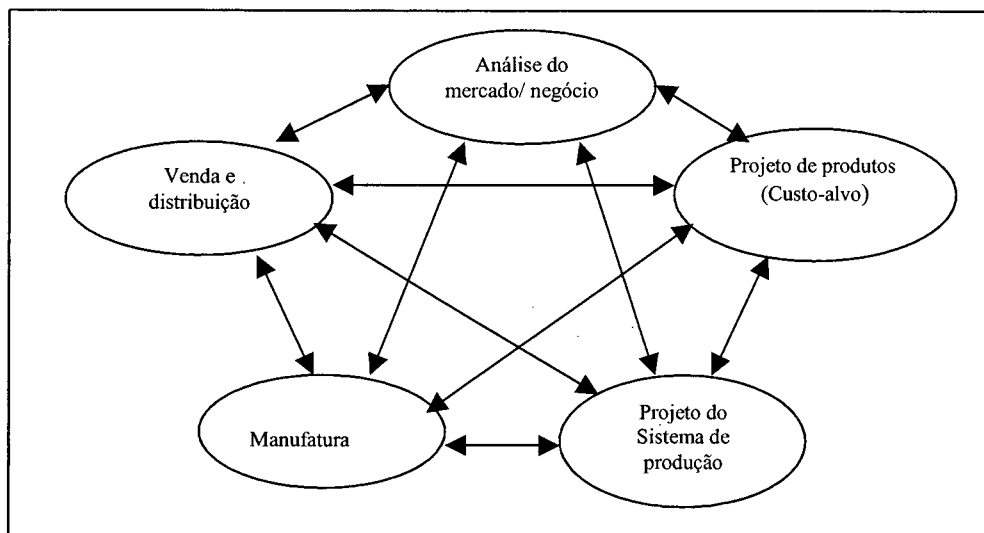 Análise do
mercado/ negócio
Venda e
distribuição
Projeto de produtos
(Custo-alvo)
Manufatura
Projeto do
Sistema de
produção